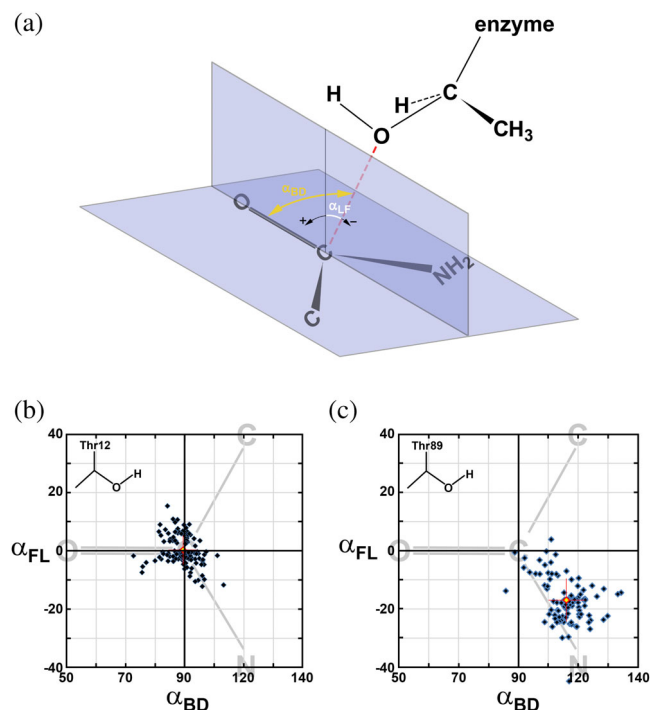 (a)
enzyme
H
H
C
O
CH₃
αBD
αLF
+
−
O
C
NH₂
C
(b)
(c)
40
20
0
-20
-40
αFL
Thr12
O
H
O
C
C
N
50
70
90
120
140
αBD
40
20
0
-20
-40
αFL
Thr89
O
H
O
C
C
N
50
70
90
120
140
αBD